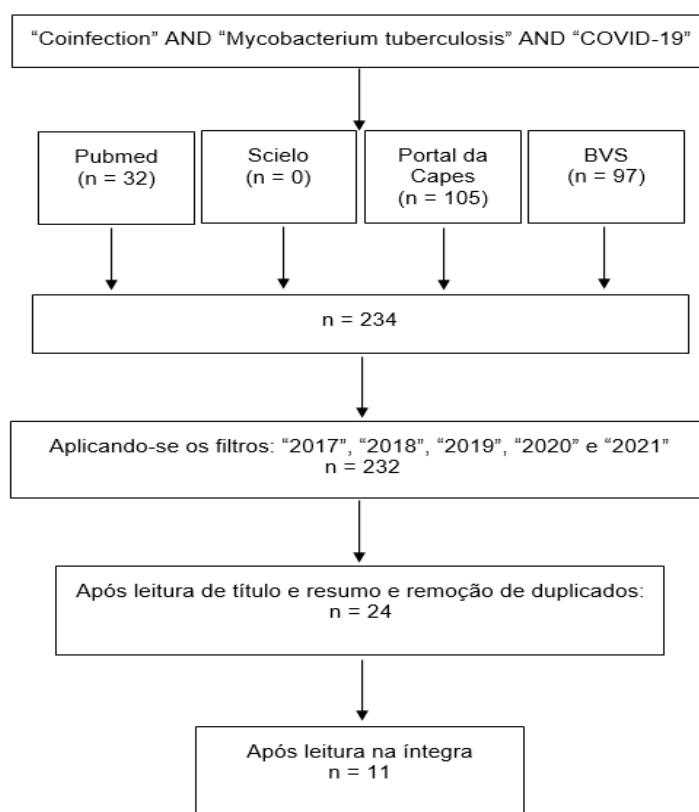 “Coinfection” AND “Mycobacterium tuberculosis” AND “COVID-19”
Pubmed
(n = 32)
Scielo
(n = 0)
Portal da
Capes
(n = 105)
BVS
(n = 97)
n = 234
Aplicando-se os filtros: “2017”, “2018”, “2019”, “2020” e “2021”
n = 232
Após leitura de título e resumo e remoção de duplicados:
n = 24
Após leitura na íntegra
n = 11